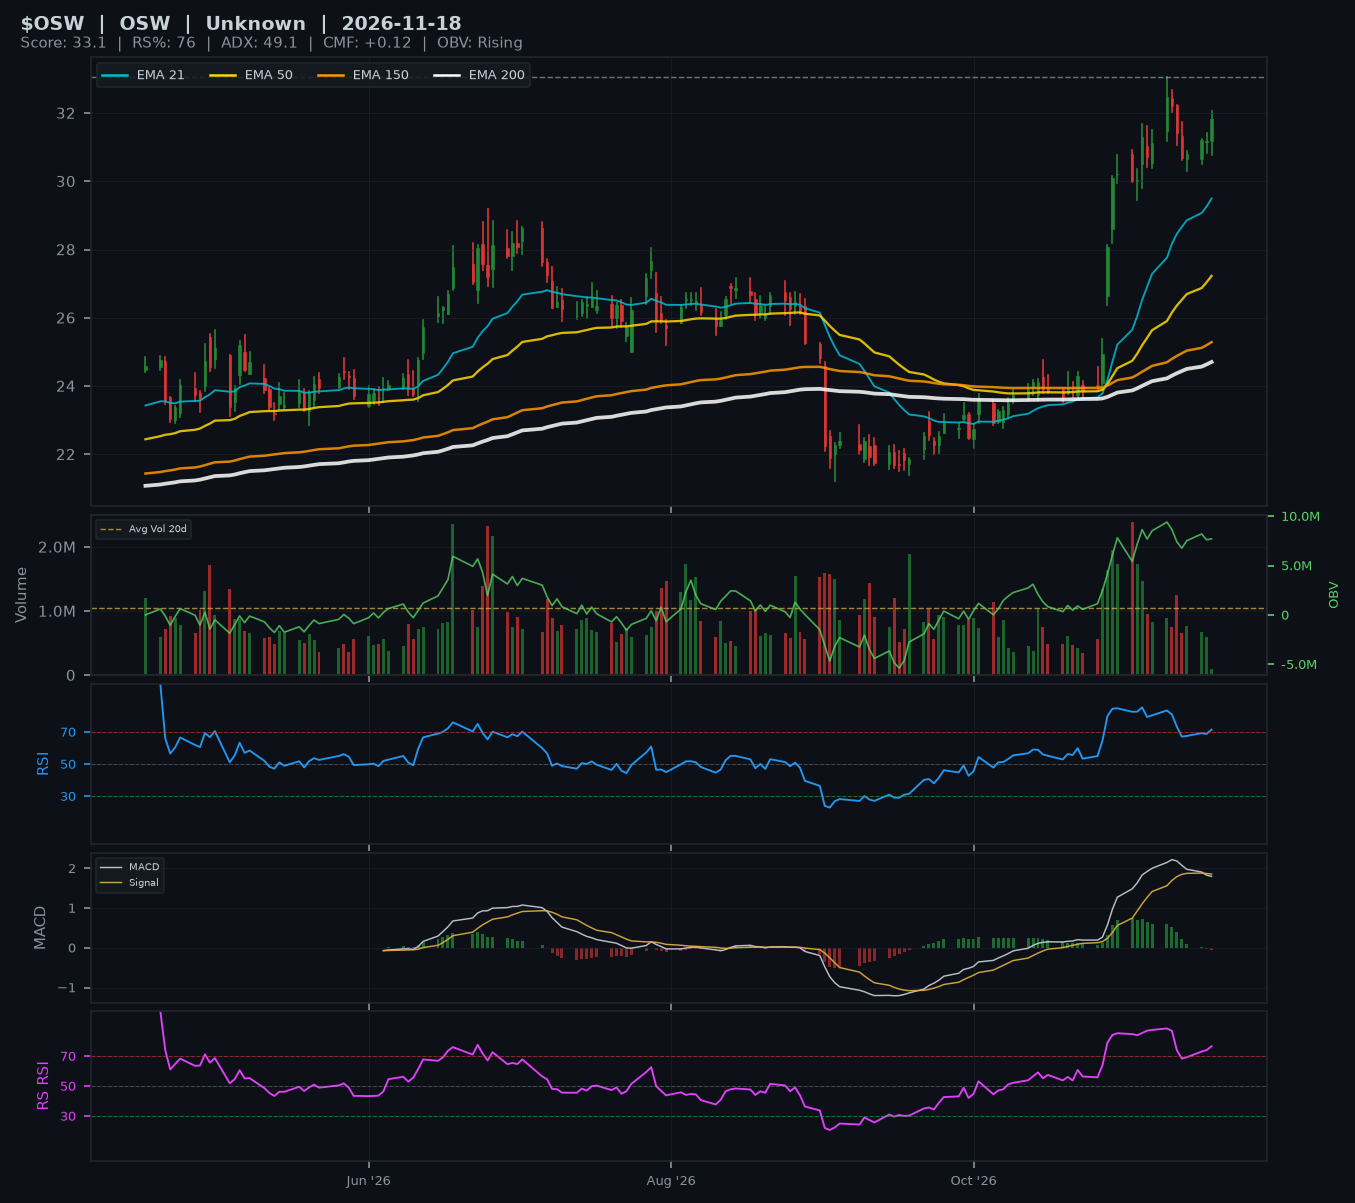 $OSW | OSW | Unknown | 2026-11-18
Score: 33.1 | RS%: 76 | ADX: 49.1 | CMF: +0.12 | OBV: Rising
EMA 21 EMA 50 EMA 150 EMA 200
32
30
28
26
24
22
Avg Vol 20d
Volume
2.0M
1.0M
0
10.0M
5.0M
0
-5.0M
OBV
RSI
70
50
30
MACD
Signal
MACD
2
1
0
−1
RS RSI
70
50
30
Jun '26 Aug '26 Oct '26